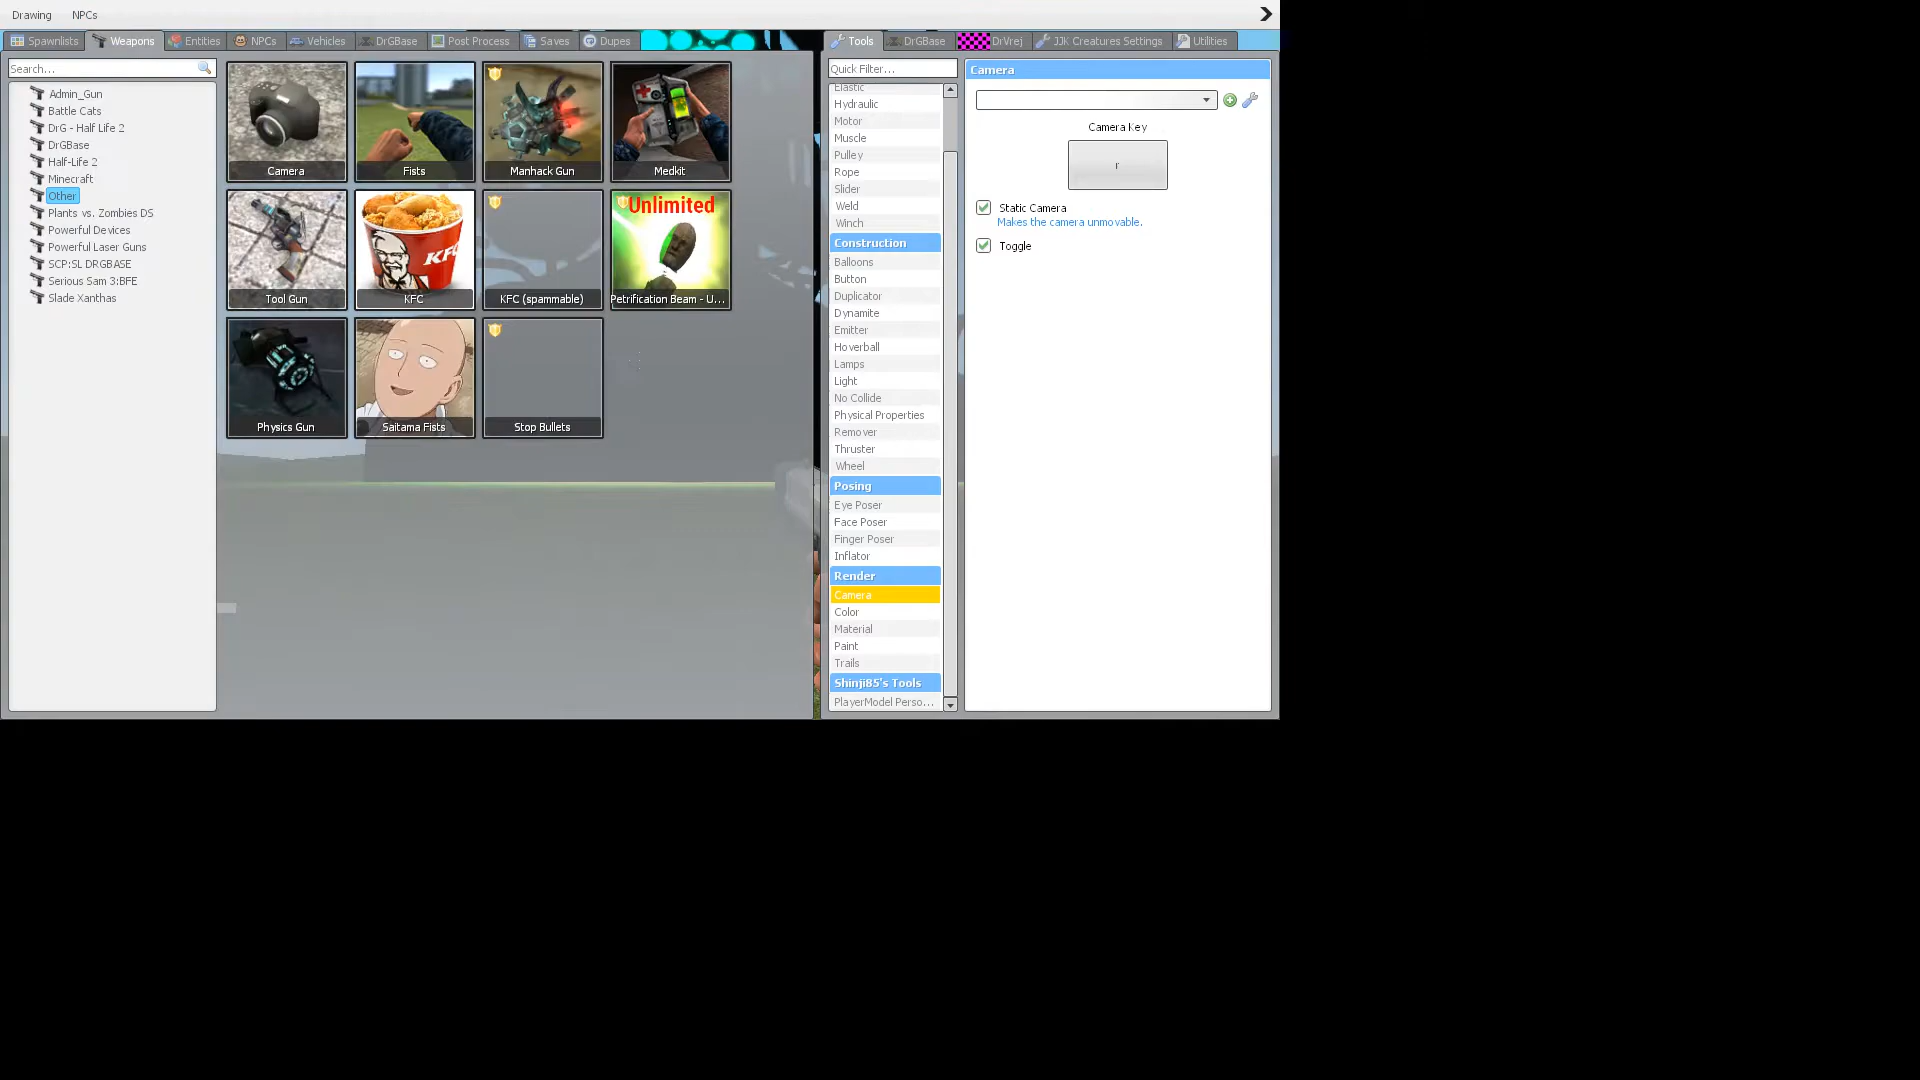 Drawing NPCs
Spawnlists Weapons Entities NPCs Vehicles DrGBase Post Process Saves Dupes
Tools DrGBase DrVrej JJK Creatures Settings Utilities
Search...
Admin_Gun
Battle Cats
DrG - Half Life 2
DrGBase
Half-Life 2
Minecraft
Other
Plants vs. Zombies DS
Powerful Devices
Powerful Laser Guns
SCP:SL DRGBASE
Serious Sam 3:BFE
Slade Xanthas
Camera Fists Manhack Gun Medkit
KFC
Unlimited
Tool Gun KFC KFC (spammable) Petrification Beam - U...
Physics Gun Saitama Fists Stop Bullets
Quick Filter...
Elastic
Hydraulic
Motor
Muscle
Pulley
Rope
Slider
Weld
Winch
Construction
Balloons
Button
Duplicator
Dynamite
Emitter
Hoverball
Lamps
Light
No Collide
Physical Properties
Remover
Thruster
Wheel
Posing
Eye Poser
Face Poser
Finger Poser
Inflator
Render
Camera
Color
Material
Paint
Trails
Shinji85's Tools
PlayerModel Perso...
Camera
Camera Key
r
Static Camera
Makes the camera unmovable.
Toggle